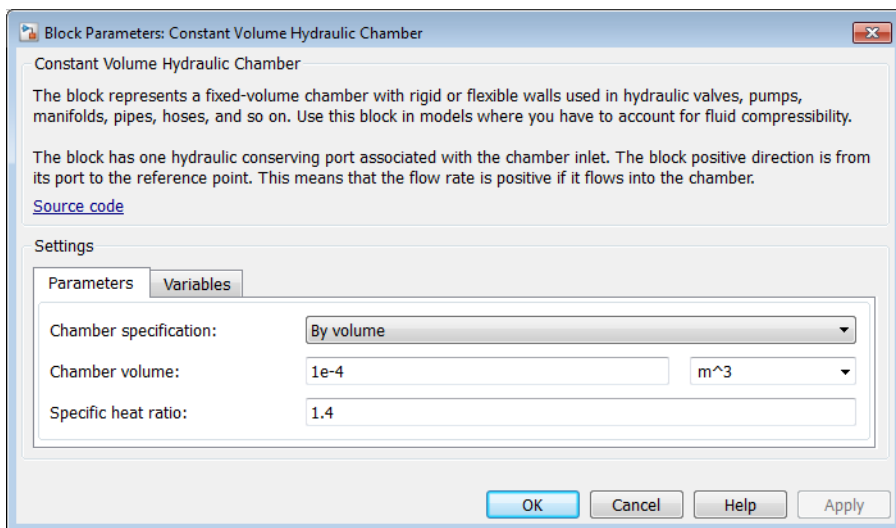 Block Parameters: Constant Volume Hydraulic Chamber
Constant Volume Hydraulic Chamber
The block represents a fixed-volume chamber with rigid or flexible walls used in hydraulic valves, pumps,
manifolds, pipes, hoses, and so on. Use this block in models where you have to account for fluid compressibility.
The block has one hydraulic conserving port associated with the chamber inlet. The block positive direction is from
its port to the reference point. This means that the flow rate is positive if it flows into the chamber.
Source code
Settings
Parameters Variables
Chamber specification: By volume
Chamber volume: 1e-4 m^3
Specific heat ratio: 1.4
OK Cancel Help Apply